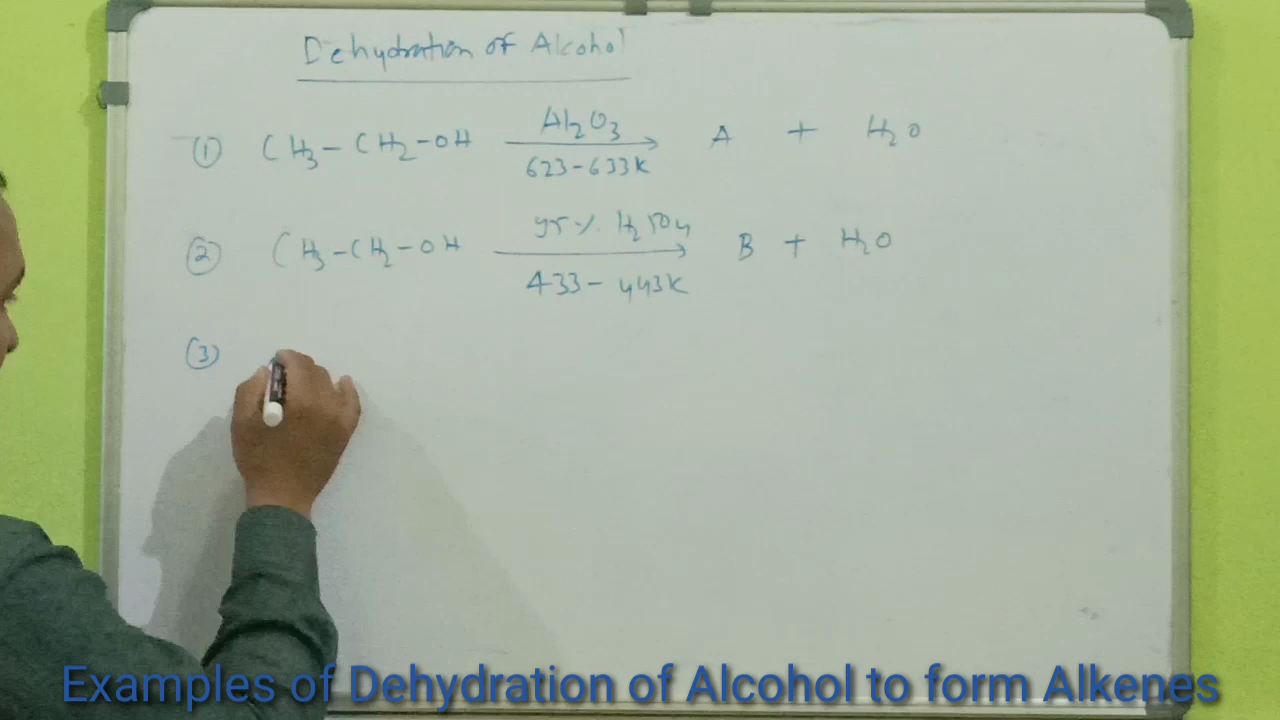 Dehydration of Alcohol
① CH₃-CH₂-OH Al₂O₃ A + H₂O
623-633K
② CH₃-CH₂-OH 95% H₂SO₄ B + H₂O
433-443K
③
Examples of Dehydration of Alcohol to form Alkenes